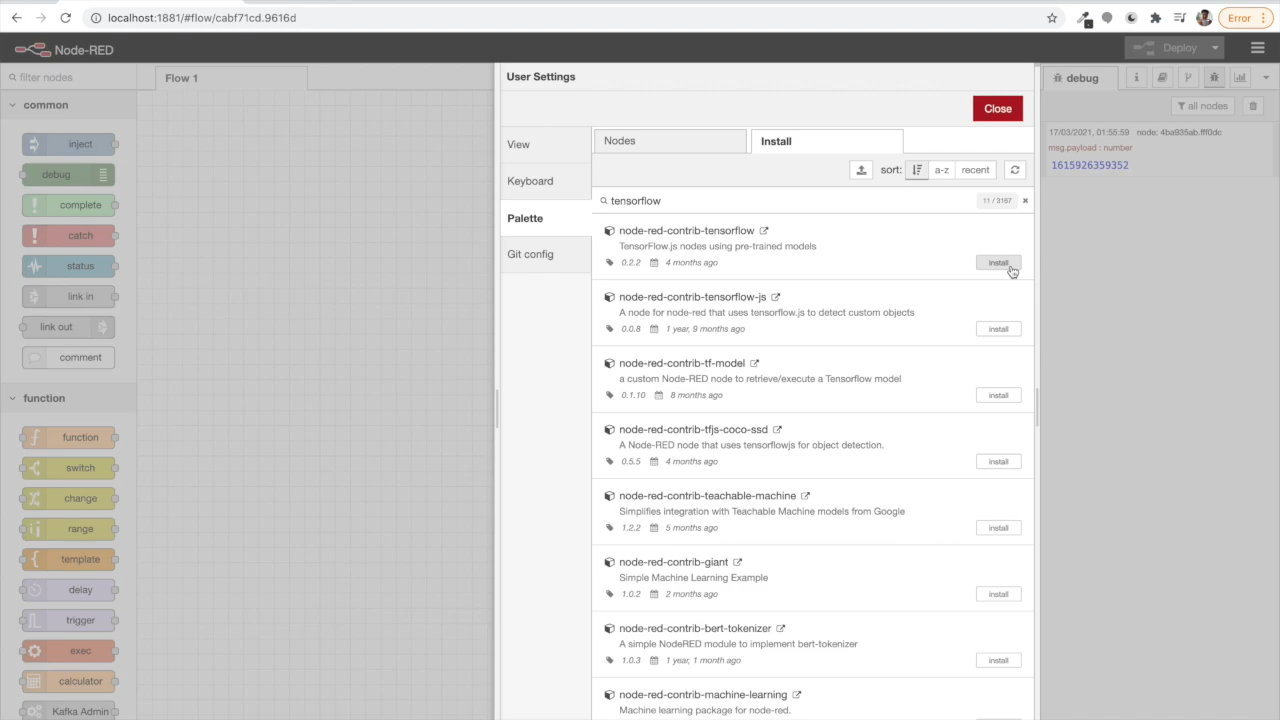 localhost:1881/#flow/cabf71cd.9616d
Error
Node-RED
Deploy
filter nodes
Flow 1
User Settings
debug
Close
all nodes
common
inject
debug
complete
catch
status
link in
link out
comment
function
function
switch
change
range
template
delay
trigger
exec
calculator
Kafka Admin
View
Keyboard
Palette
Git config
Nodes
Install
sort:
a-z
recent
tensorflow
11 / 3167
node-red-contrib-tensorflow
TensorFlow.js nodes using pre-trained models
0.2.2 4 months ago
install
node-red-contrib-tensorflow-js
A node for node-red that uses tensorflow.js to detect custom objects
0.0.8 1 year, 9 months ago
install
node-red-contrib-tf-model
a custom Node-RED node to retrieve/execute a Tensorflow model
0.1.10 8 months ago
install
node-red-contrib-tfjs-coco-ssd
A Node-RED node that uses tensorflowjs for object detection.
0.5.5 4 months ago
install
node-red-contrib-teachable-machine
Simplifies integration with Teachable Machine models from Google
1.2.2 5 months ago
install
node-red-contrib-giant
Simple Machine Learning Example
1.0.2 2 months ago
install
node-red-contrib-bert-tokenizer
A simple NodeRED module to implement bert-tokenizer
1.0.3 1 year, 1 month ago
install
node-red-contrib-machine-learning
Machine learning package for node-red.
17/03/2021, 01:55:59 node: 4ba935ab.fff0dc
msg.payload : number
1615926359352